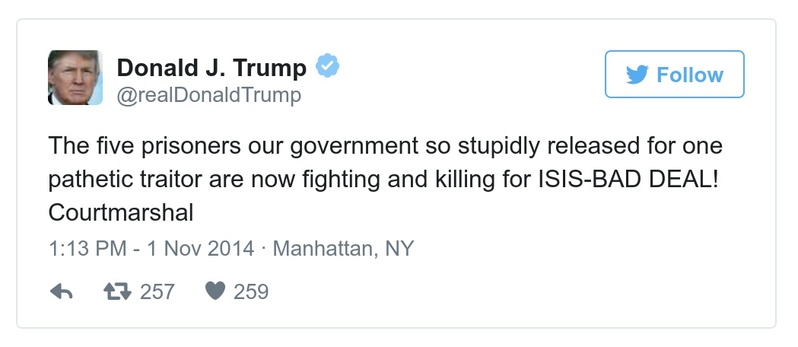 Donald J. Trump
@realDonaldTrump
Follow
The five prisoners our government so stupidly released for one
pathetic traitor are now fighting and killing for ISIS-BAD DEAL!
Courtmarshal
1:13 PM - 1 Nov 2014 · Manhattan, NY
257 259